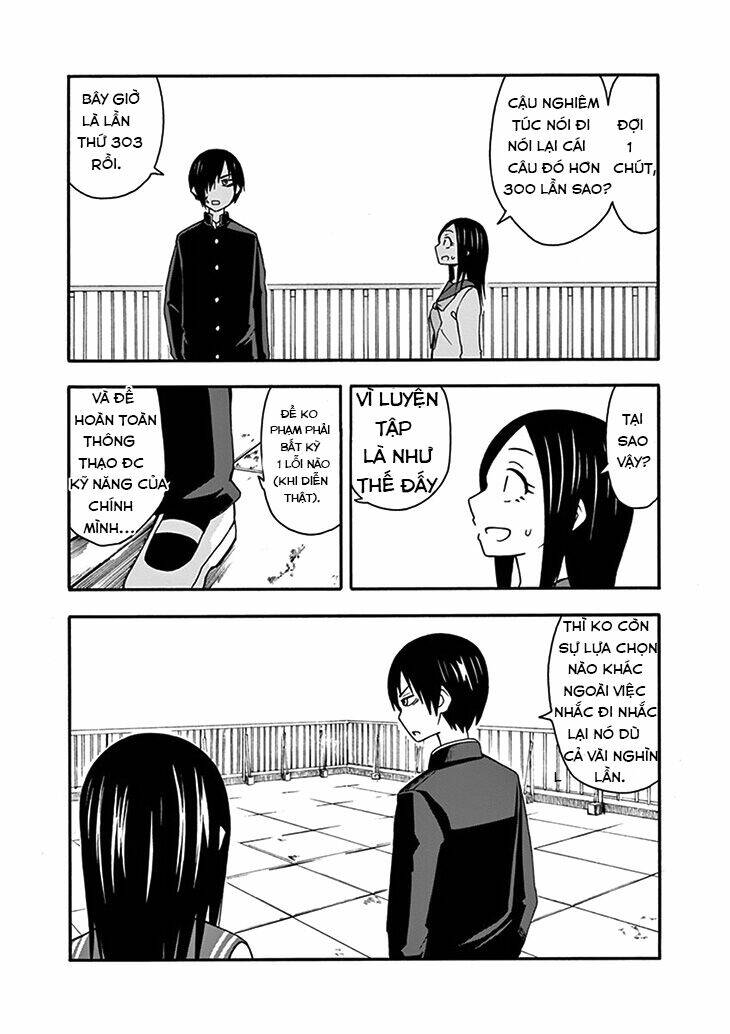 ĐỢI
1
CHÚT,
CẬU NGHIÊM
TÚC NÓI ĐI
NÓI LẠI CÁI
CÂU ĐÓ HƠN
300 LẦN SAO?
BÂY GIỜ
LÀ LẦN
THỨ 303
RỒI.
TẠI
SAO
VẬY?
VÌ LUYỆN
TẬP
LÀ NHƯ
THẾ ĐẤY
ĐỂ KO
PHẠM PHẢI
BẤT KỲ
1 LỖI NÀO
(KHI DIỄN
THẬT).
VÀ ĐỂ
HOÀN TOÀN
THÔNG
THẠO ĐC
KỸ NĂNG CỦA
CHÍNH
MÌNH...
THÌ KO CÒN
SỰ LỰA CHỌN
NÀO KHÁC
NGOÀI VIỆC
NHẮC ĐI NHẮC
LẠI NÓ DÙ
CẢ VÀI NGHÌN
L LẦN.